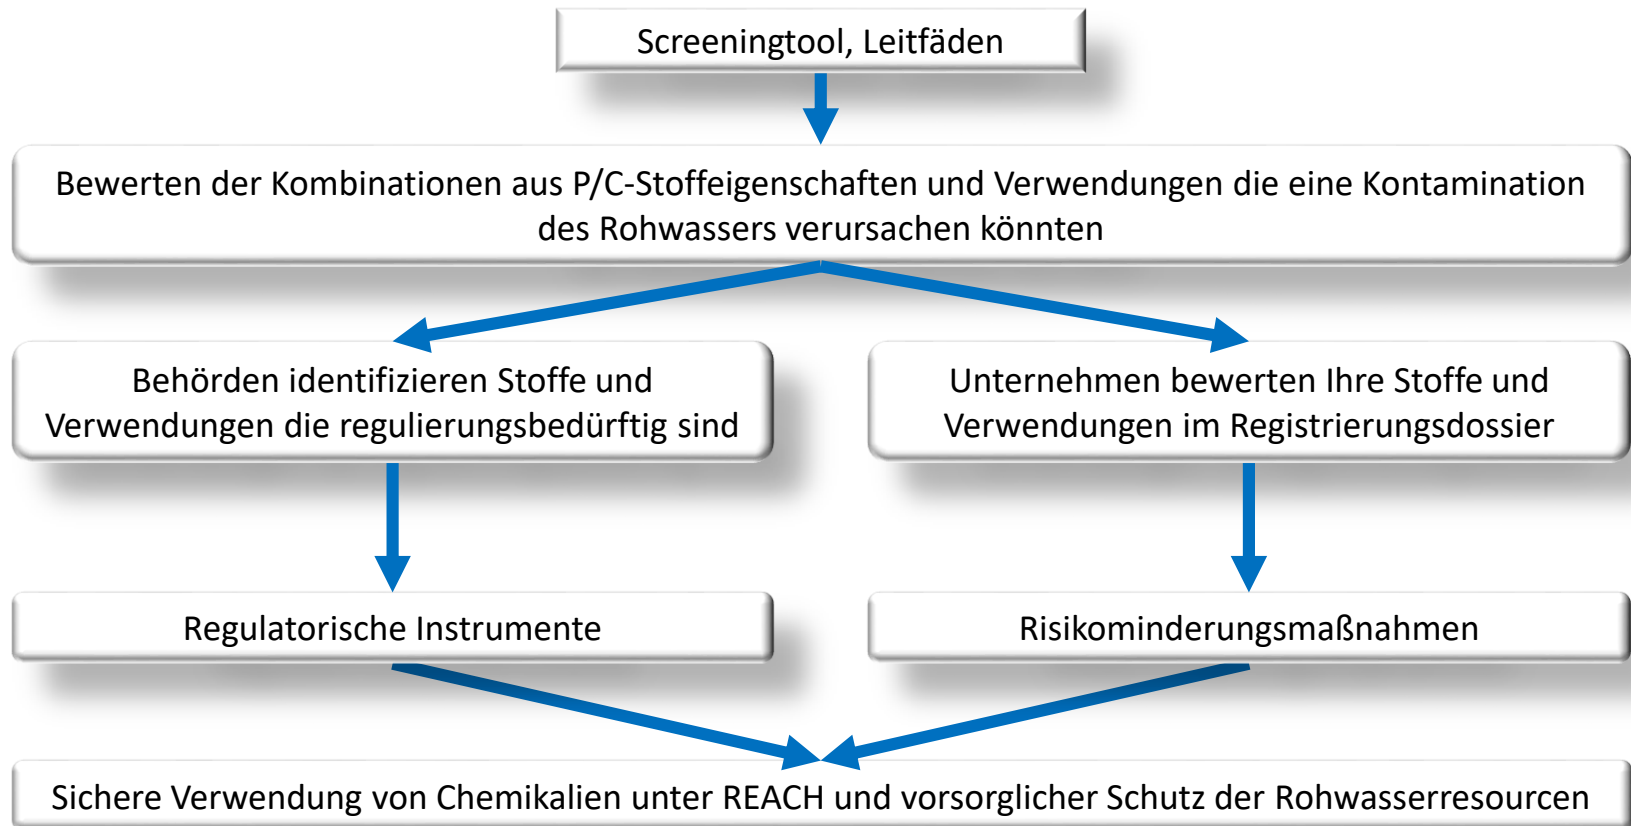 Screeningtool, Leitfäden
Bewerten der Kombinationen aus P/C-Stoffeigenschaften und Verwendungen die eine Kontamination
des Rohwassers verursachen könnten
Behörden identifizieren Stoffe und
Verwendungen die regulierungsbedürftig sind
Unternehmen bewerten Ihre Stoffe und
Verwendungen im Registrierungsdossier
Regulatorische Instrumente
Risikominderungsmaßnahmen
Sichere Verwendung von Chemikalien unter REACH und vorsorglicher Schutz der Rohwasserresourcen